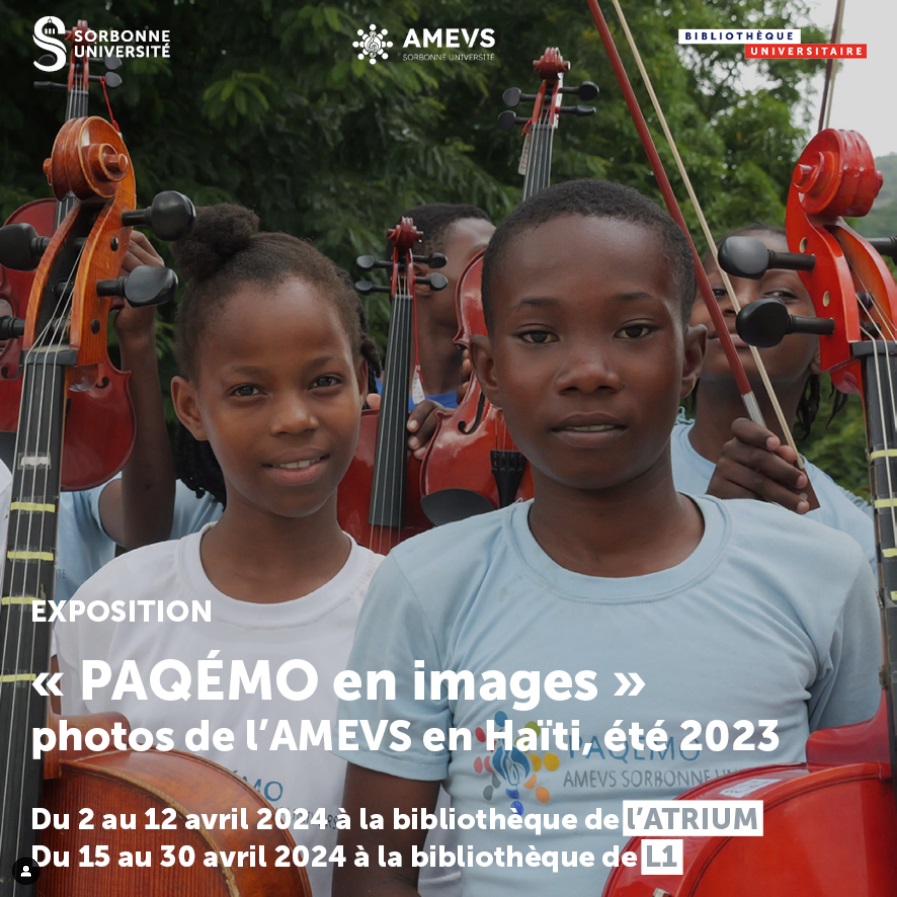 SORBONNE
UNIVERSITÉ
AMEVS
SORBONNE UNIVERSITÉ
BIBLIOTHÈQUE
UNIVERSITAIRE
EXPOSITION
« PAQÉMO en images »
photos de l’AMEVS en Haïti, été 2023
PAQÉMO
AMEVS SORBONNE UNI
Du 2 au 12 avril 2024 à la bibliothèque de l’ATRIUM
Du 15 au 30 avril 2024 à la bibliothèque de L1